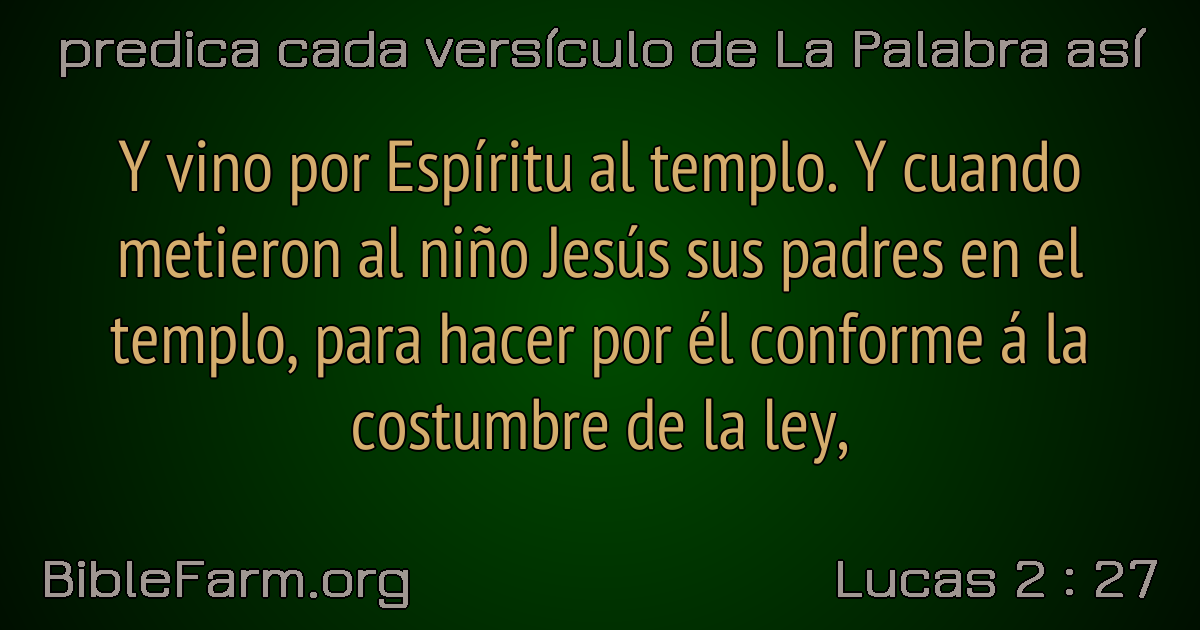 predica cada versículo de La Palabra así
Y vino por Espíritu al templo. Y cuando
metieron al niño Jesús sus padres en el
templo, para hacer por él conforme á la
costumbre de la ley,
BibleFarm.org
Lucas 2 : 27